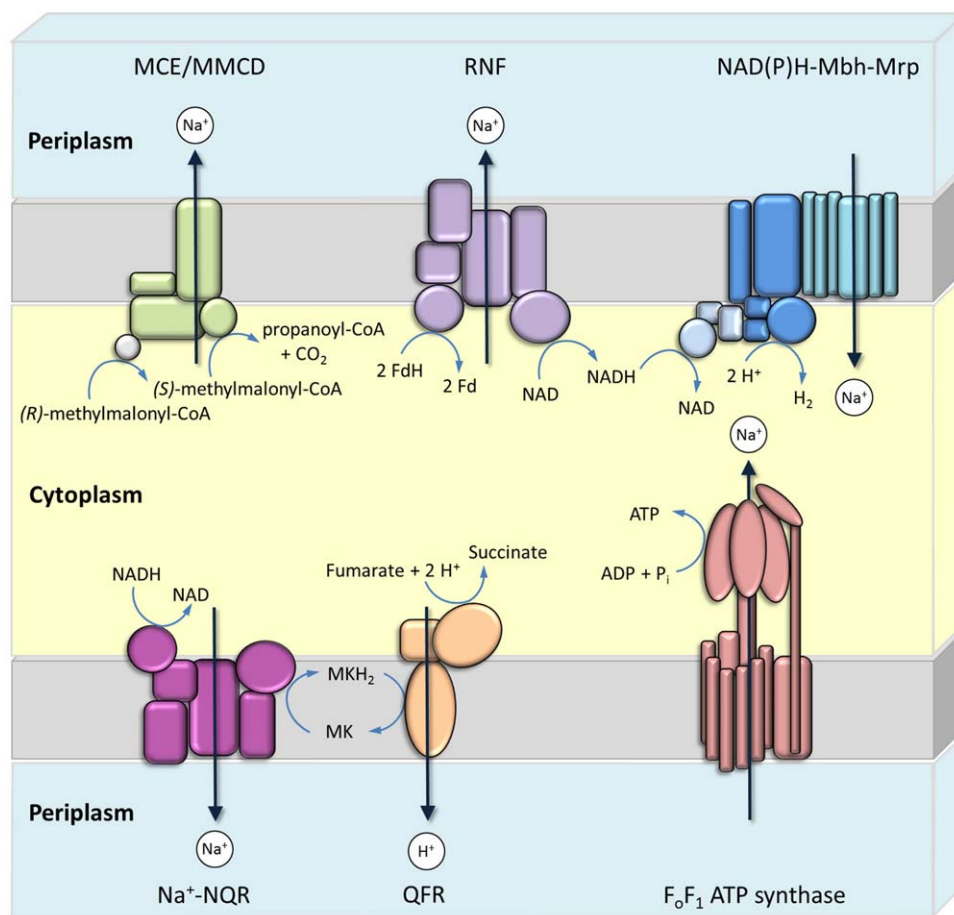 MCE/MMCD
RNF
NAD(P)H-Mbh-Mrp
Na⁺
Na⁺
Periplasm
propanoyl-CoA
+ CO₂
(S)-methylmalonyl-CoA
(R)-methylmalonyl-CoA
2 FdH
2 Fd
NAD
NADH
NAD
2 H⁺
H₂
Na⁺
Na⁺
Cytoplasm
ATP
ADP + Pᵢ
NADH
NAD
Fumarate + 2 H⁺
Succinate
MKH₂
MK
Periplasm
Na⁺
H⁺
Na⁺-NQR
QFR
FₒF₁ ATP synthase